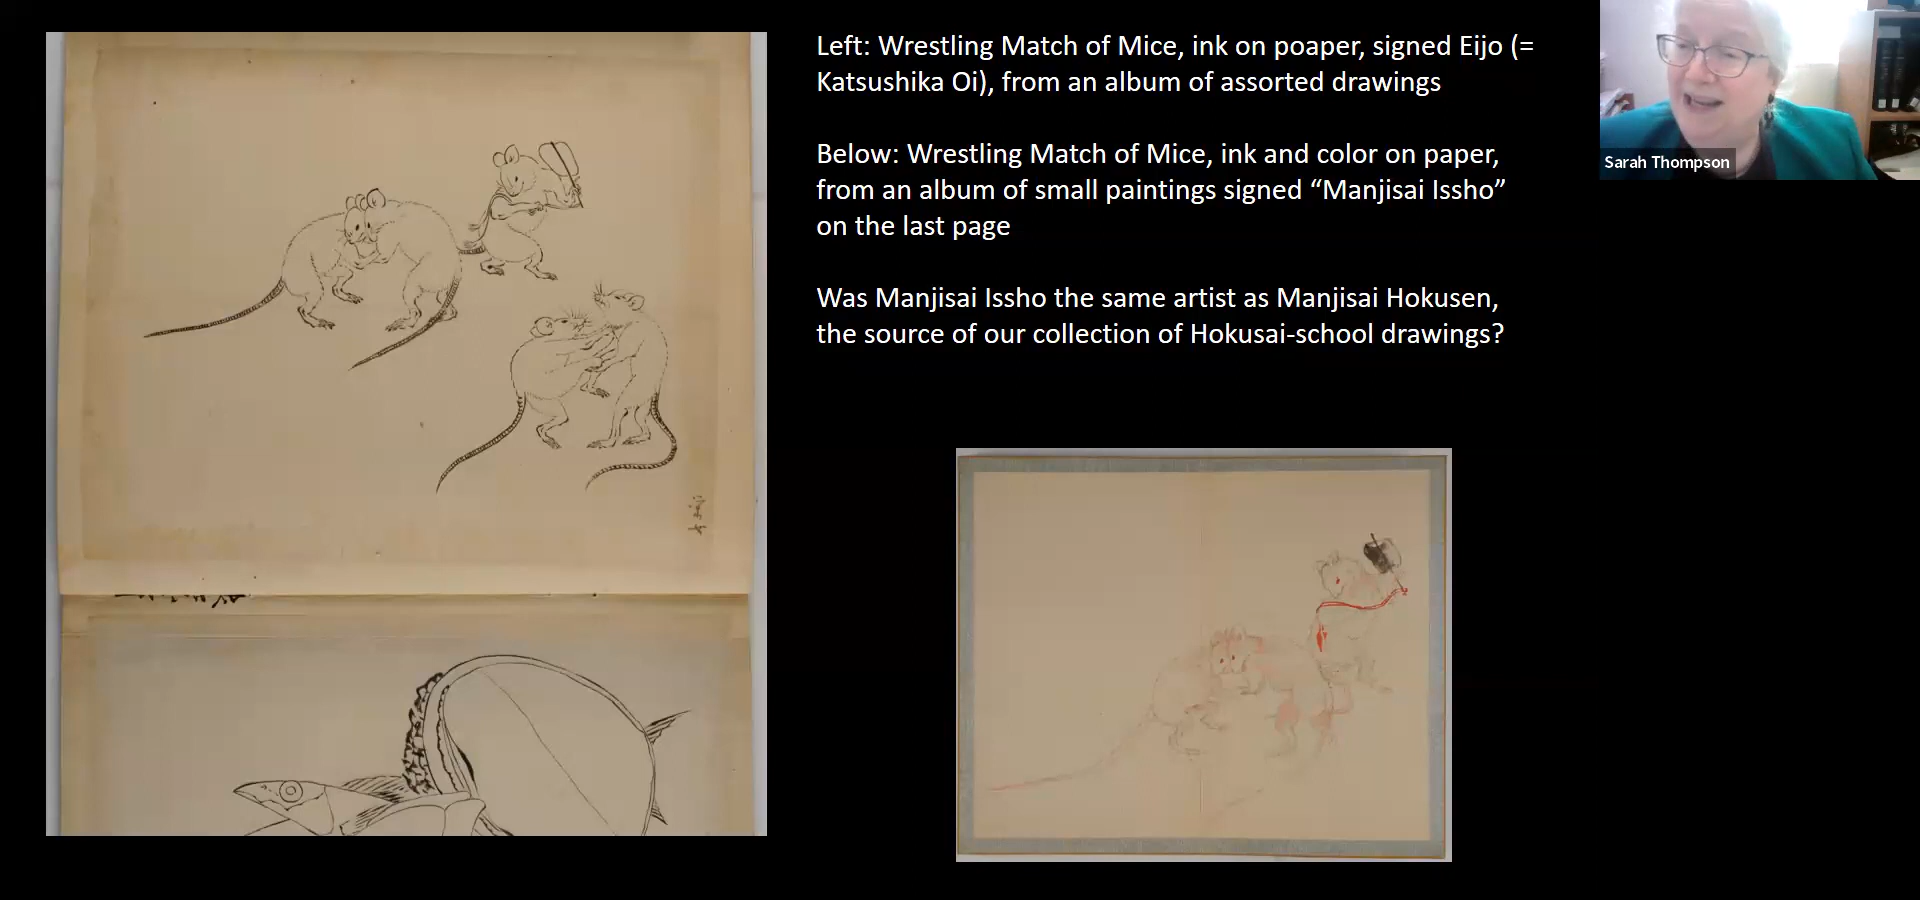 Left: Wrestling Match of Mice, ink on poaper, signed Eijo (=
Katsushika Oi), from an album of assorted drawings
Below: Wrestling Match of Mice, ink and color on paper,
from an album of small paintings signed “Manjisai Issho”
on the last page
Was Manjisai Issho the same artist as Manjisai Hokusen,
the source of our collection of Hokusai-school drawings?
Sarah Thompson